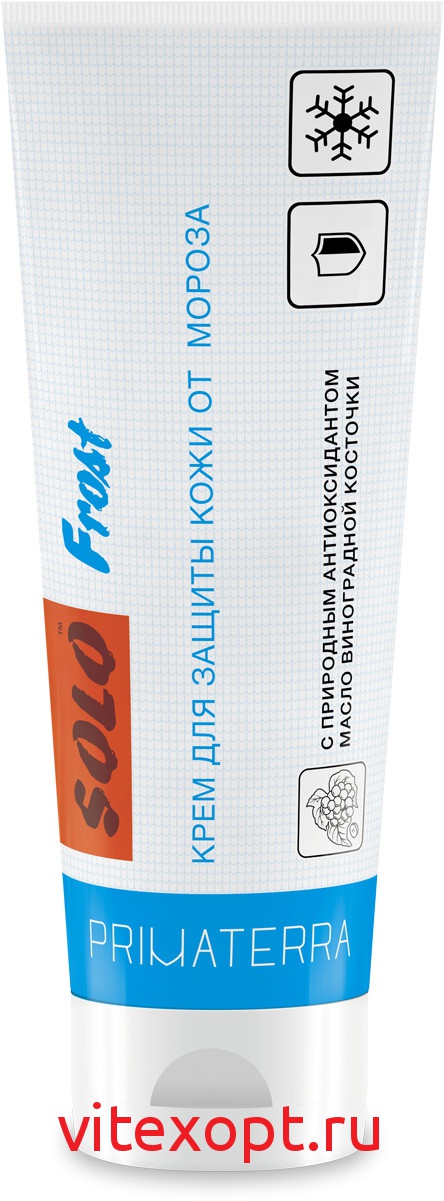 SOLO
TM
Frost
КРЕМ ДЛЯ ЗАЩИТЫ КОЖИ ОТ МОРОЗА
С ПРИРОДНЫМ АНТИОКСИДАНТОМ
МАСЛО ВИНОГРАДНОЙ КОСТОЧКИ
PRIMATERRA
vitexopt.ru